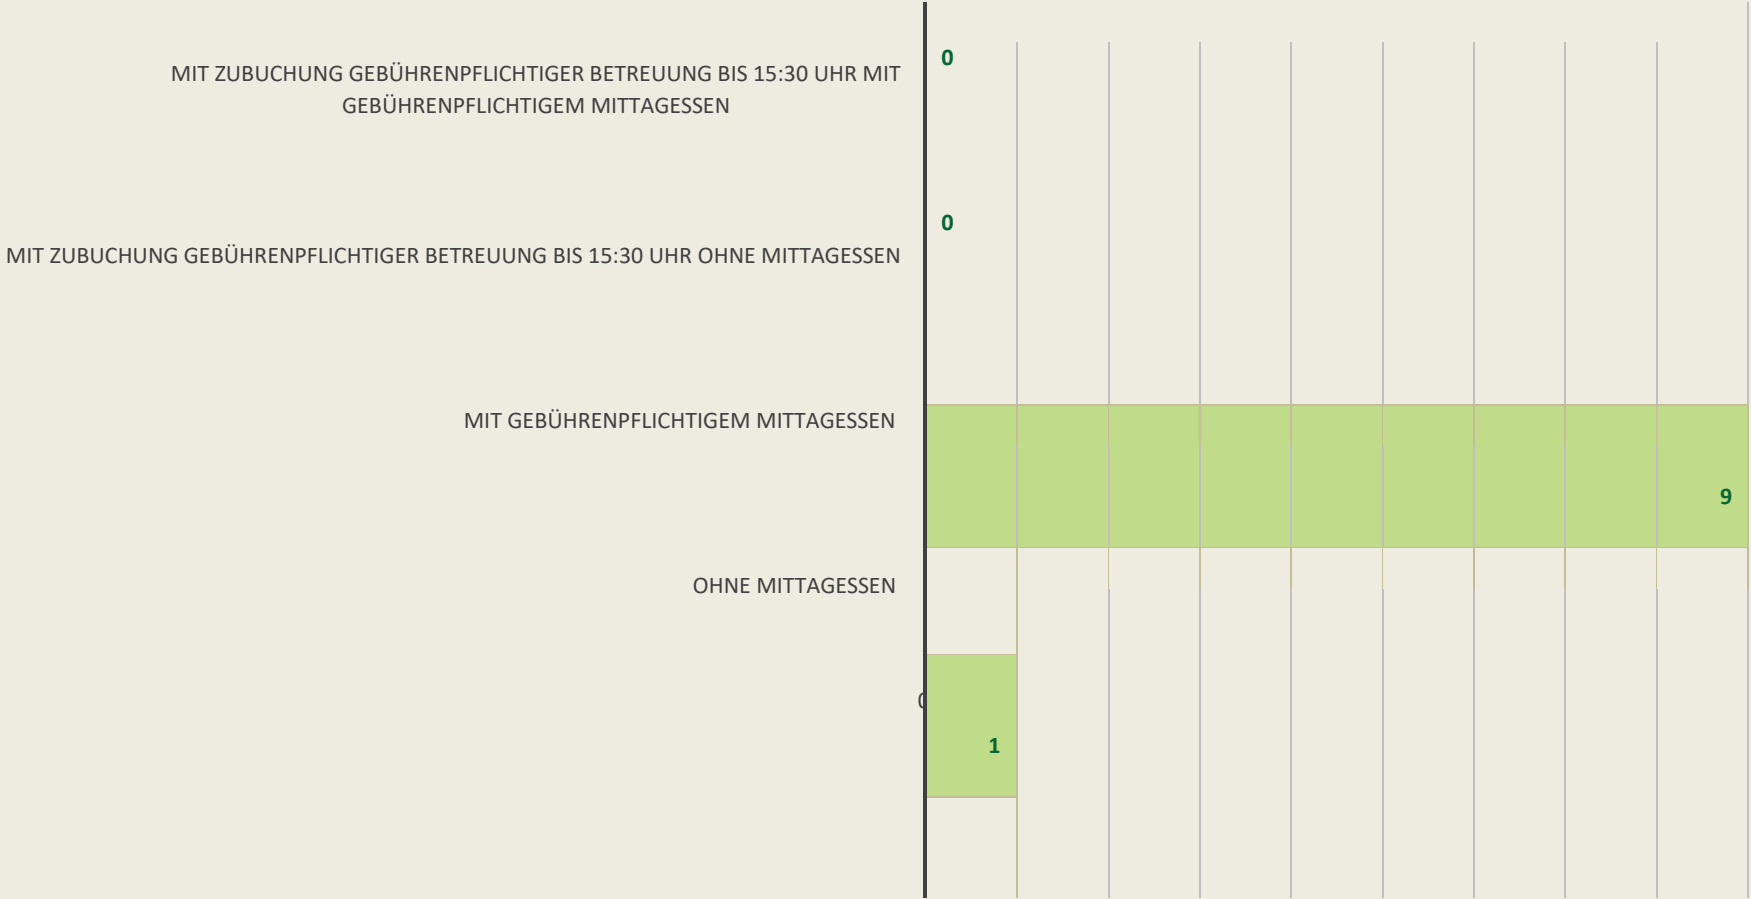 0
MIT ZUBUCHUNG GEBÜHRENPFLICHTIGER BETREUUNG BIS 15:30 UHR MIT
GEBÜHRENPFLICHTIGEM MITTAGESSEN
0
MIT ZUBUCHUNG GEBÜHRENPFLICHTIGER BETREUUNG BIS 15:30 UHR OHNE MITTAGESSEN
MIT GEBÜHRENPFLICHTIGEM MITTAGESSEN
9
OHNE MITTAGESSEN
1